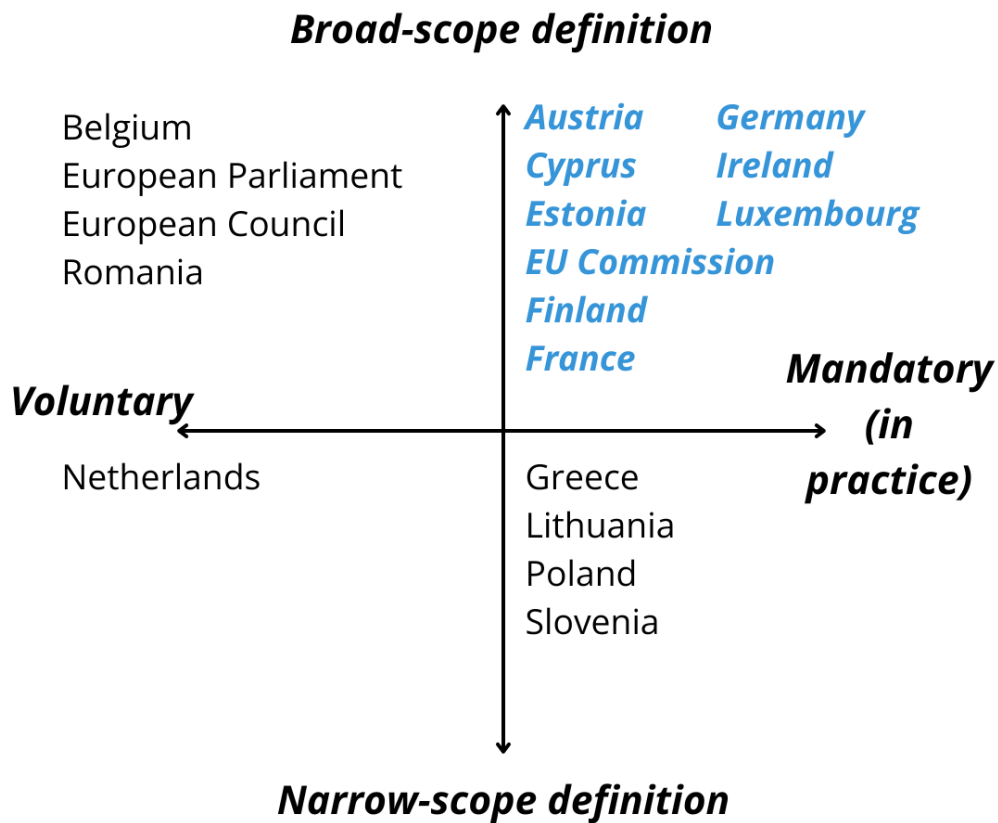 Broad-scope definition
Belgium
European Parliament
European Council
Romania
Austria
Cyprus
Estonia
EU Commission
Finland
France
Germany
Ireland
Luxembourg
Voluntary
Mandatory
(in
practice)
Netherlands
Greece
Lithuania
Poland
Slovenia
Narrow-scope definition